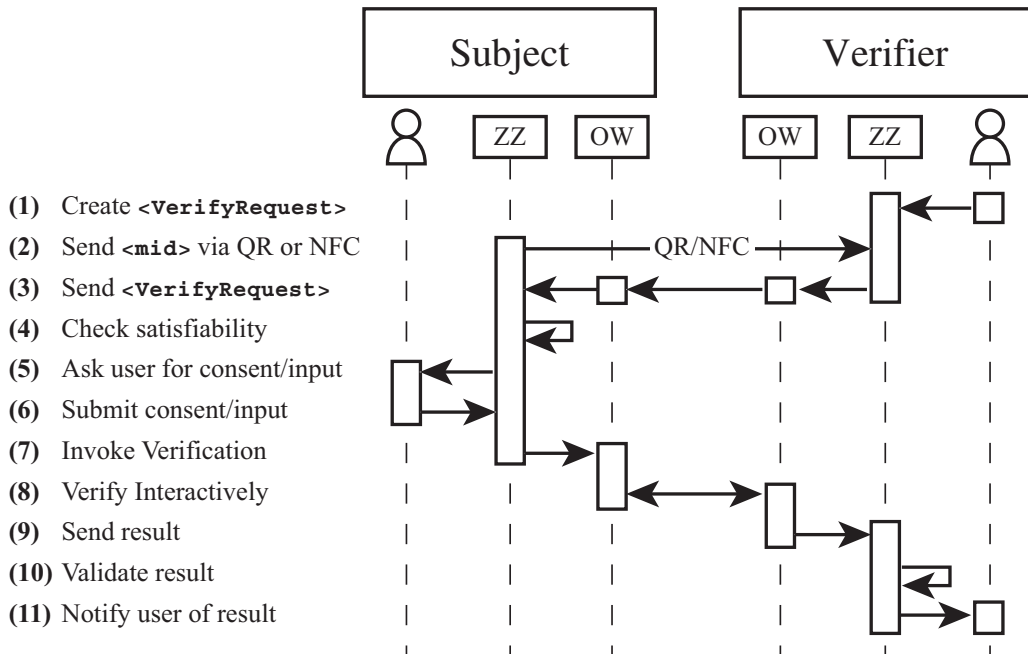 Subject Verifier
ZZ OW OW ZZ
(1) Create <VerifyRequest>
(2) Send <mid> via QR or NFC QR/NFC
(3) Send <VerifyRequest>
(4) Check satisfiability
(5) Ask user for consent/input
(6) Submit consent/input
(7) Invoke Verification
(8) Verify Interactively
(9) Send result
(10) Validate result
(11) Notify user of result